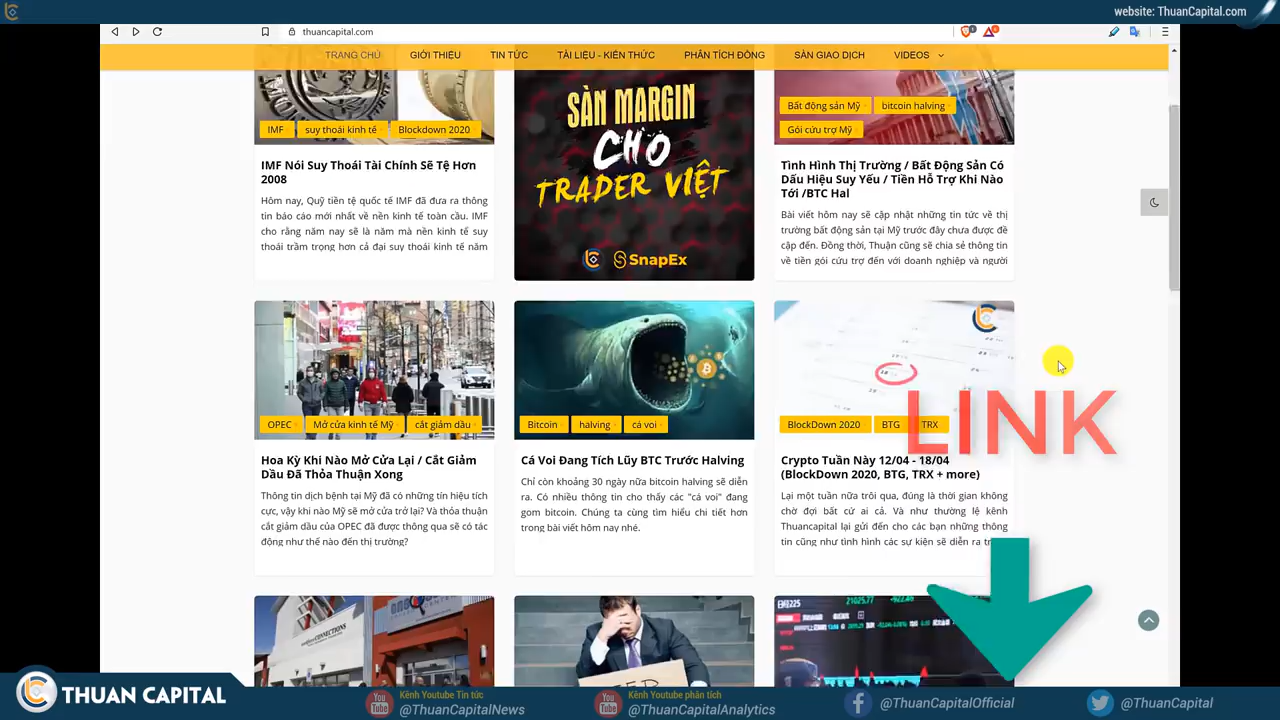 website: ThuanCapital.com
thuancapital.com
TRANG CHỦ
GIỚI THIỆU
TIN TỨC
TÀI LIỆU - KIẾN THỨC
PHÂN TÍCH ĐỘNG
SÀN GIAO DỊCH
VIDEOS
IMF
suy thoái kinh tế
Blockdown 2020
IMF Nói Suy Thoái Tài Chính Sẽ Tệ Hơn
2008
Hôm nay, Quỹ tiền tệ quốc tế IMF đã đưa ra thông
tin báo cáo mới nhất về nền kinh tế toàn cầu. IMF
cho rằng năm nay sẽ là năm mà nền kinh tế suy
thoái trầm trọng hơn cả đại suy thoái kinh tế năm
SÀN MARGIN
CHO
TRADER VIỆT
SnapEx
Bất động sản Mỹ
bitcoin halving
Gói cứu trợ Mỹ
Tình Hình Thị Trường / Bất Động Sản Có
Dấu Hiệu Suy Yếu / Tiền Hỗ Trợ Khi Nào
Tới /BTC Hal
Bài viết hôm nay sẽ cập nhật những tin tức về thị
trường bất động sản tại Mỹ trước đây chưa được đề
cập đến. Đồng thời, Thuận cũng sẽ chia sẻ thông tin
về tiền gói cứu trợ đến với doanh nghiệp và người
OPEC
Mở cửa kinh tế Mỹ
cắt giảm dầu
Hoa Kỳ Khi Nào Mở Cửa Lại / Cắt Giảm
Dầu Đã Thỏa Thuận Xong
Thông tin dịch bệnh tại Mỹ đã có những tín hiệu tích
cực, vậy khi nào Mỹ sẽ mở cửa trở lại? Và thỏa thuận
cắt giảm dầu của OPEC đã được thông qua sẽ có tác
động như thế nào đến thị trường?
Bitcoin
halving
cá voi
Cá Voi Đang Tích Lũy BTC Trước Halving
Chỉ còn khoảng 30 ngày nữa bitcoin halving sẽ diễn
ra. Có nhiều thông tin cho thấy các "cá voi" đang
gom bitcoin. Chúng ta cùng tìm hiểu chi tiết hơn
trong bài viết hôm nay nhé.
BlockDown 2020
BTG
TRX
LINK
Crypto Tuần Này 12/04 - 18/04
(BlockDown 2020, BTG, TRX + more)
Lại một tuần nữa trôi qua, đúng là thời gian không
chờ đợi bất cứ ai cả. Và như thường lệ kênh
Thuancapital lại gửi đến cho các bạn những thông
tin cũng như tình hình các sự kiện sẽ diễn ra
THUAN CAPITAL
Kênh Youtube Tin tức:
@ThuanCapitalNews
Kênh Youtube phân tích
@ThuanCapitalAnalytics
@ThuanCapitalOfficial
@ThuanCapital